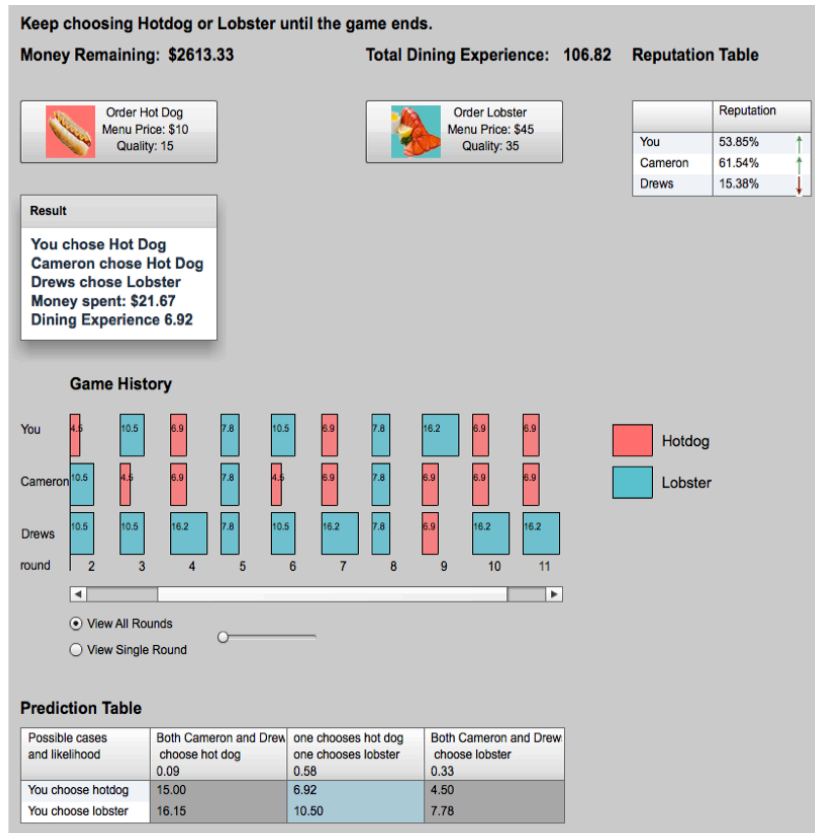 Keep choosing Hotdog or Lobster until the game ends.
Money Remaining: $2613.33 Total Dining Experience: 106.82 Reputation Table
Order Hot Dog
Menu Price: $10
Quality: 15
Order Lobster
Menu Price: $45
Quality: 35
Reputation
You 53.85%
Cameron 61.54%
Drews 15.38%
Result
You chose Hot Dog
Cameron chose Hot Dog
Drews chose Lobster
Money spent: $21.67
Dining Experience 6.92
Game History
You 4.5 10.5 6.9 7.8 10.5 6.9 7.8 16.2 6.9 6.9
Cameron 10.5 4.5 6.9 7.8 4.5 6.9 7.8 6.9 6.9 6.9
Drews 10.5 10.5 16.2 7.8 10.5 16.2 7.8 6.9 16.2 16.2
round 2 3 4 5 6 7 8 9 10 11
Hotdog
Lobster
View All Rounds
View Single Round
Prediction Table
Possible cases
and likelihood
Both Cameron and Drew
choose hot dog
0.09
one chooses hot dog
one chooses lobster
0.58
Both Cameron and Drew
choose lobster
0.33
You choose hotdog 15.00 6.92 4.50
You choose lobster 16.15 10.50 7.78